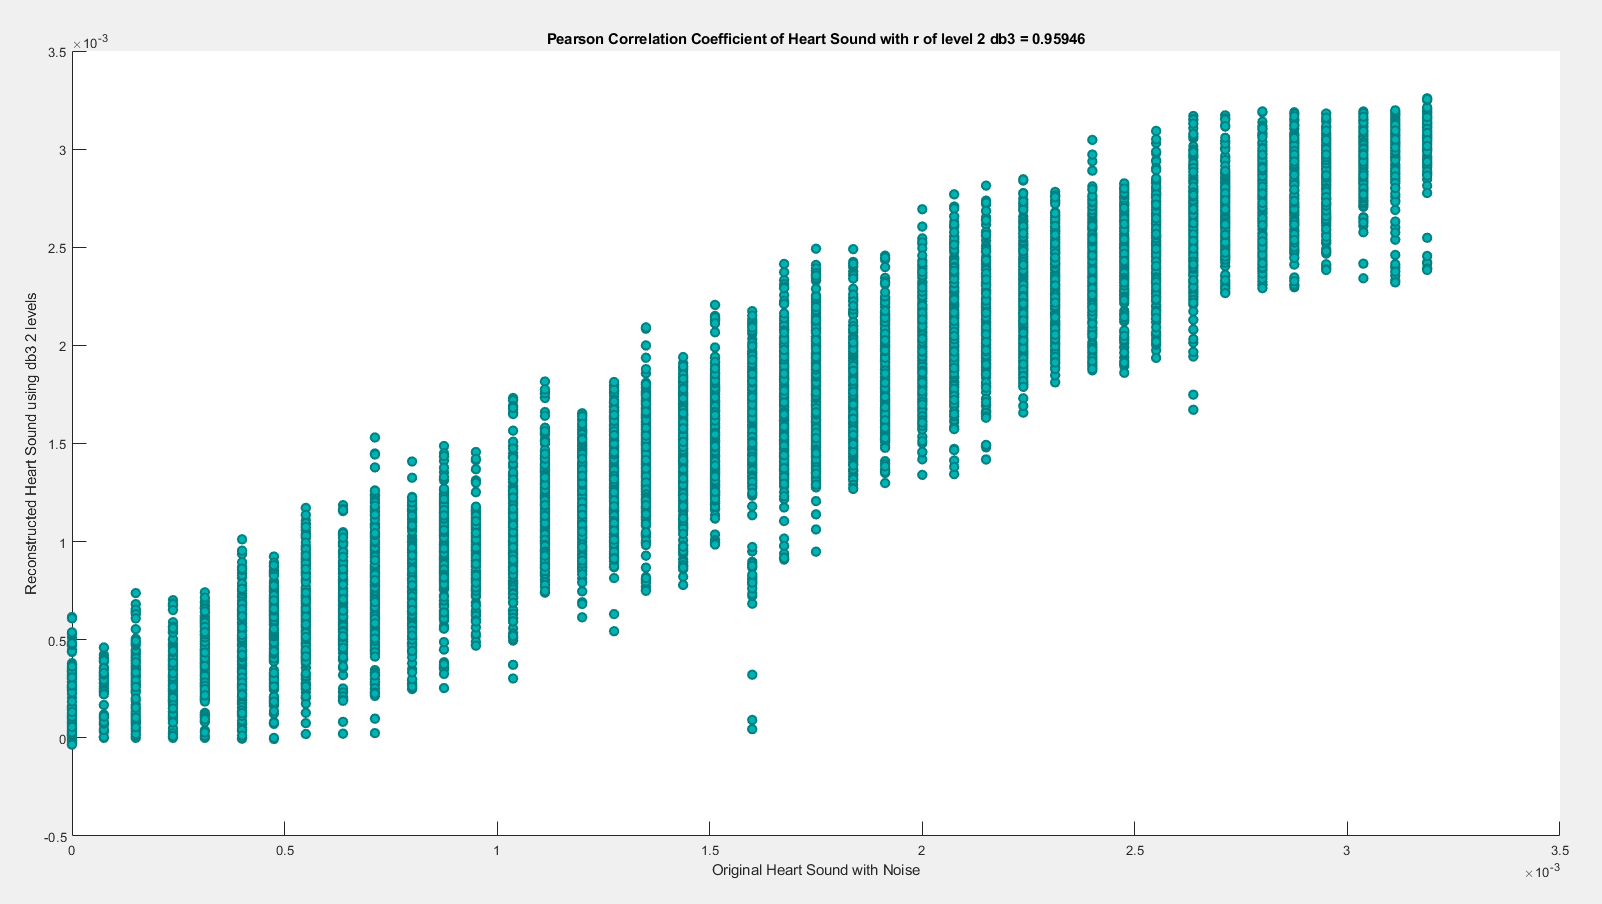 Pearson Correlation Coefficient of Heart Sound with r of level 2 db3 = 0.95946
×10⁻³
3.5
3
2.5
2
1.5
1
0.5
0
-0.5
Reconstructed Heart Sound using db3 2 levels
0 0.5 1 1.5 2 2.5 3 3.5
Original Heart Sound with Noise
×10⁻³